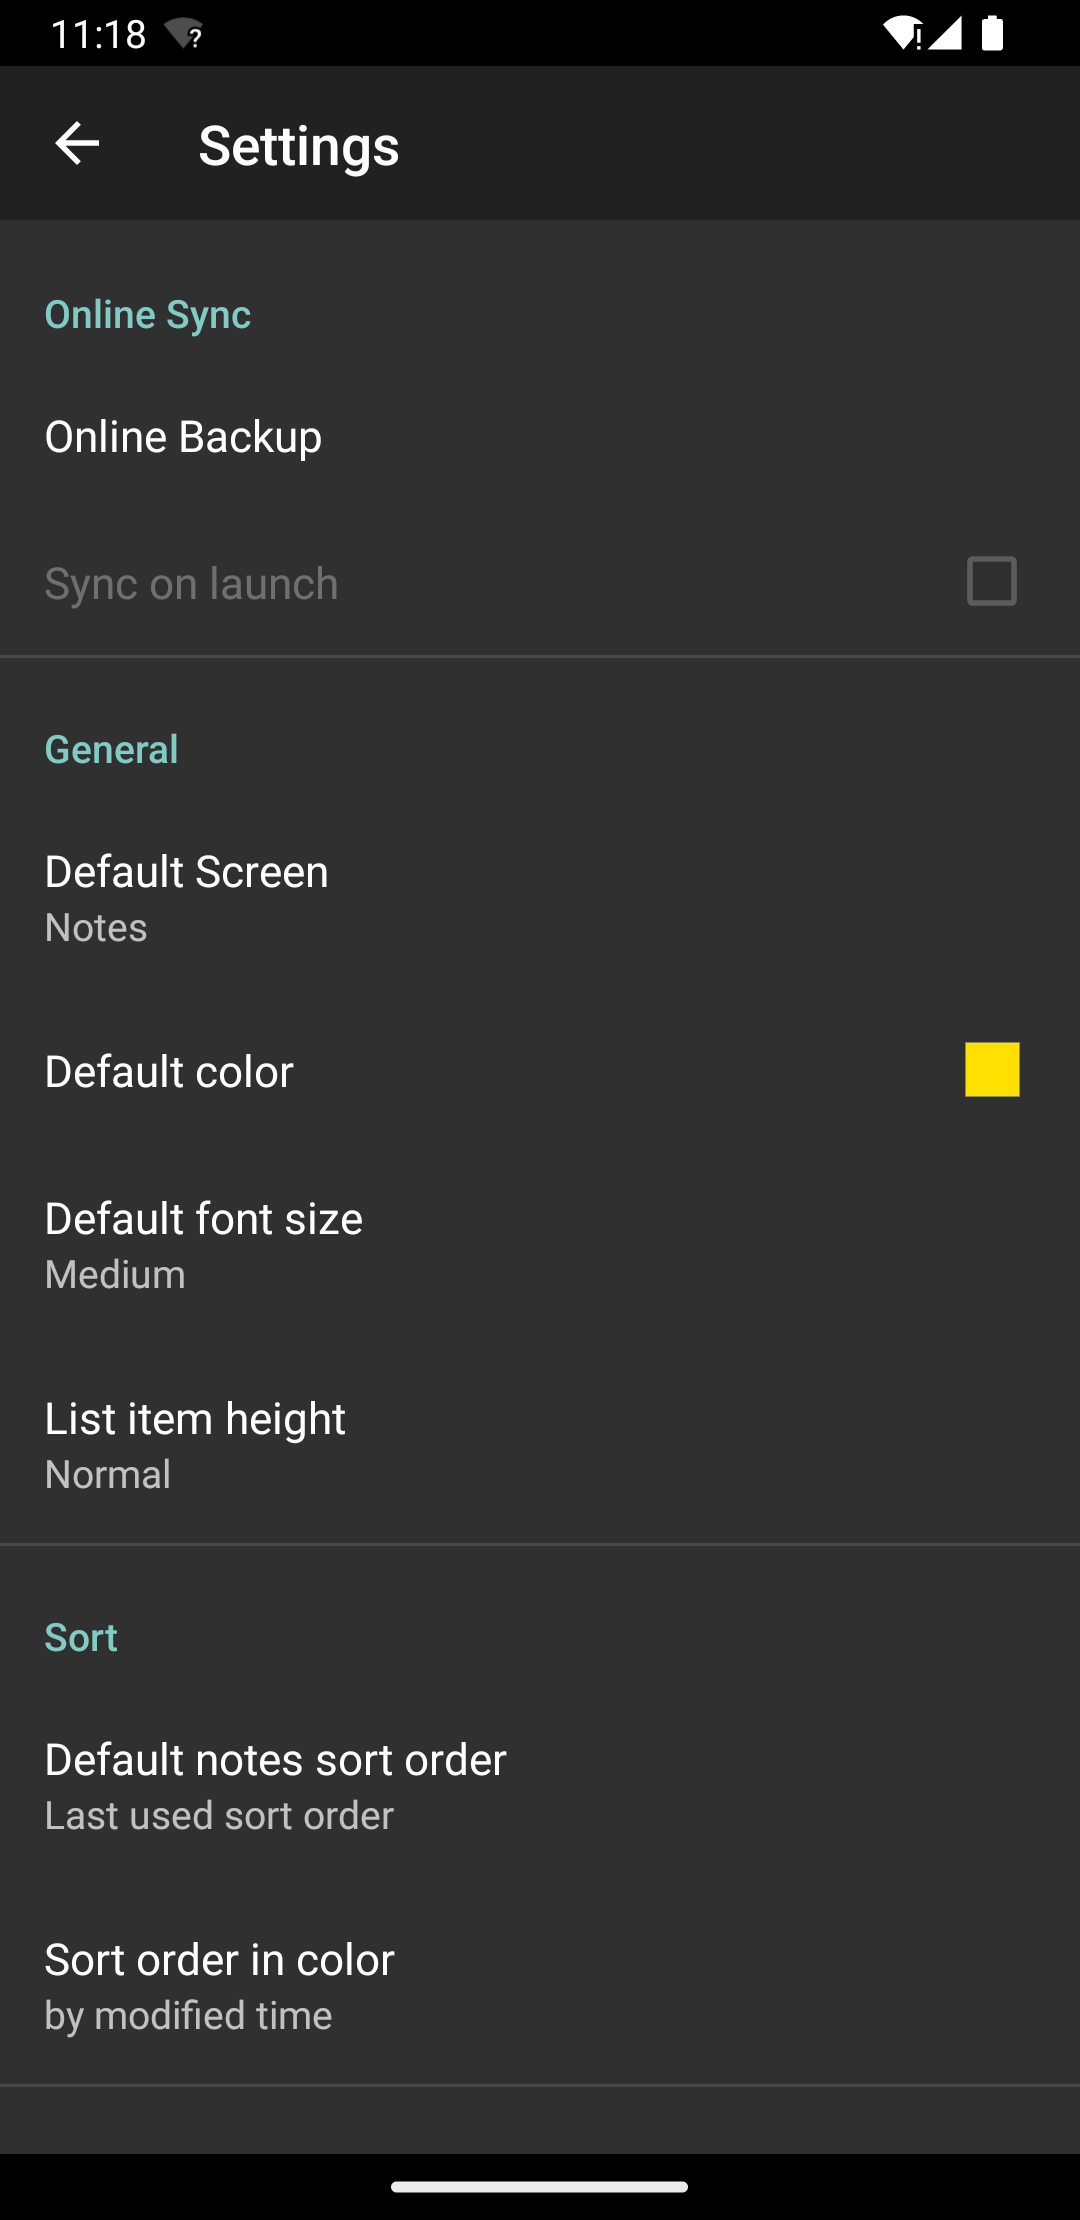 11:18
Settings
Online Sync
Online Backup
Sync on launch
General
Default Screen
Notes
Default color
Default font size
Medium
List item height
Normal
Sort
Default notes sort order
Last used sort order
Sort order in color
by modified time